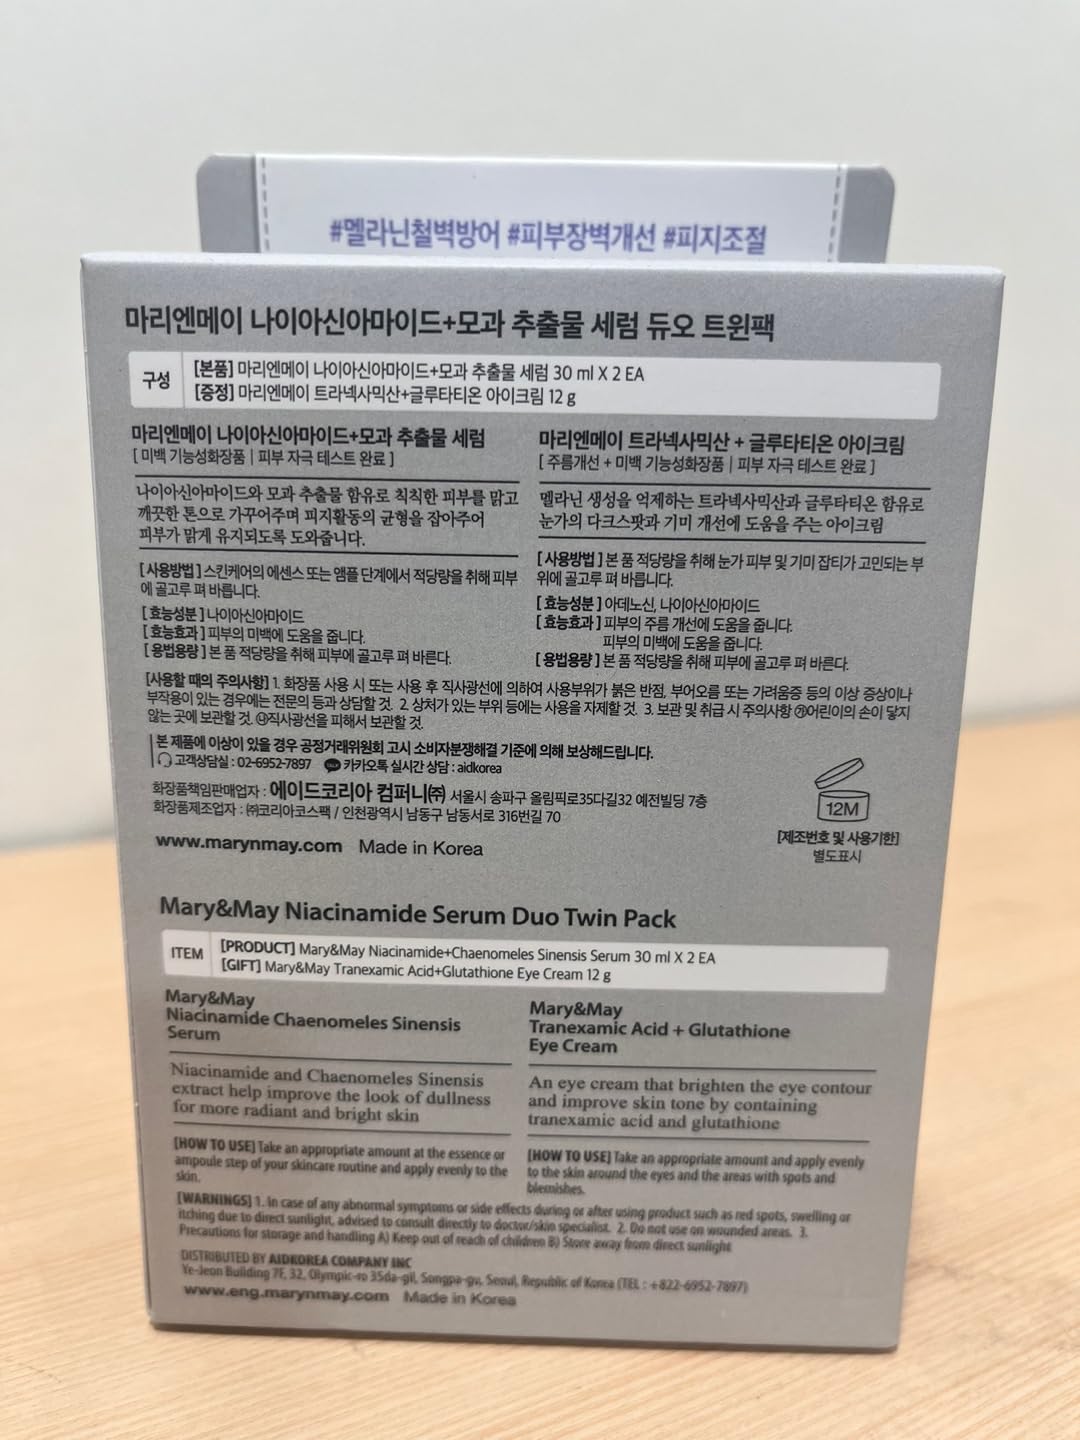 #멜라닌철벽방어 #피부장벽개선 #피지조절
마리엔메이 나이아신아마이드+모과 추출물 세럼 듀오 트윈팩
구성
[본품] 마리엔메이 나이아신아마이드+모과 추출물 세럼 30 ml X 2 EA
[증정] 마리엔메이 트라넥사믹산+글루타티온 아이크림 12 g
마리엔메이 나이아신아마이드+모과 추출물 세럼
[ 미백 기능성화장품 | 피부 자극 테스트 완료 ]
나이아신아마이드와 모과 추출물 함유로 칙칙한 피부를 맑고
깨끗한 톤으로 가꾸어주며 피지활동의 균형을 잡아주어
피부가 맑게 유지되도록 도와줍니다.
[ 사용방법 ] 스킨케어의 에센스 또는 앰플 단계에서 적당량을 취해 피부
에 골고루 펴 바릅니다.
[ 효능성분 ] 나이아신아마이드
[ 효능효과 ] 피부의 미백에 도움을 줍니다.
[ 용법용량 ] 본 품 적당량을 취해 피부에 골고루 펴 바른다.
마리엔메이 트라넥사믹산 + 글루타티온 아이크림
[ 주름개선 + 미백 기능성화장품 | 피부 자극 테스트 완료 ]
멜라닌 생성을 억제하는 트라넥사믹산과 글루타티온 함유로
눈가의 다크스팟과 기미 개선에 도움을 주는 아이크림
[ 사용방법 ] 본 품 적당량을 취해 눈가 피부 및 기미 잡티가 고민되는 부
위에 골고루 펴 바릅니다.
[ 효능성분 ] 아데노신, 나이아신아마이드
[ 효능효과 ] 피부의 주름 개선에 도움을 줍니다.
피부의 미백에 도움을 줍니다.
[ 용법용량 ] 본 품 적당량을 취해 피부에 골고루 펴 바른다.
[사용할 때의 주의사항] 1. 화장품 사용 시 또는 사용 후 직사광선에 의하여 사용부위가 붉은 반점, 부어오름 또는 가려움증 등의 이상 증상이나
부작용이 있는 경우에는 전문의 등과 상담할 것. 2. 상처가 있는 부위 등에는 사용을 자제할 것. 3. 보관 및 취급 시 주의사항 ㉮어린이의 손이 닿지
않는 곳에 보관할 것. ㉯직사광선을 피해서 보관할 것.
본 제품에 이상이 있을 경우 공정거래위원회 고시 소비자분쟁해결 기준에 의해 보상해드립니다.
고객상담실 : 02-6952-7897 카카오톡 실시간 상담 : aidkorea
화장품책임판매업자 : 에이드코리아 컴퍼니㈜ 서울시 송파구 올림픽로35다길32 예전빌딩 7층
화장품제조업자 : ㈜코리아코스팩 / 인천광역시 남동구 남동서로 316번길 70
www.marynmay.com Made in Korea
12M
[제조번호 및 사용기한]
별도표시
Mary&May Niacinamide Serum Duo Twin Pack
ITEM
[PRODUCT] Mary&May Niacinamide+Chaenomeles Sinensis Serum 30 ml X 2 EA
[GIFT] Mary&May Tranexamic Acid+Glutathione Eye Cream 12 g
Mary&May
Niacinamide Chaenomeles Sinensis
Serum
Niacinamide and Chaenomeles Sinensis
extract help improve the look of dullness
for more radiant and bright skin
[HOW TO USE] Take an appropriate amount at the essence or
ampoule step of your skincare routine and apply evenly to the
skin.
Mary&May
Tranexamic Acid + Glutathione
Eye Cream
An eye cream that brighten the eye contour
and improve skin tone by containing
tranexamic acid and glutathione
[HOW TO USE] Take an appropriate amount and apply evenly
to the skin around the eyes and the areas with spots and
blemishes.
[WARNINGS] 1. In case of any abnormal symptoms or side effects during or after using product such as red spots, swelling or
itching due to direct sunlight, advised to consult directly to doctor/skin specialist. 2. Do not use on wounded areas. 3.
Precautions for storage and handling A) Keep out of reach of children B) Store away from direct sunlight
DISTRIBUTED BY AIDKOREA COMPANY INC
Ye-Jeon Building 7F, 32, Olympic-ro 35da-gil, Songpa-gu, Seoul, Republic of Korea (TEL : +822-6952-7897)
www.eng.marynmay.com Made in Korea